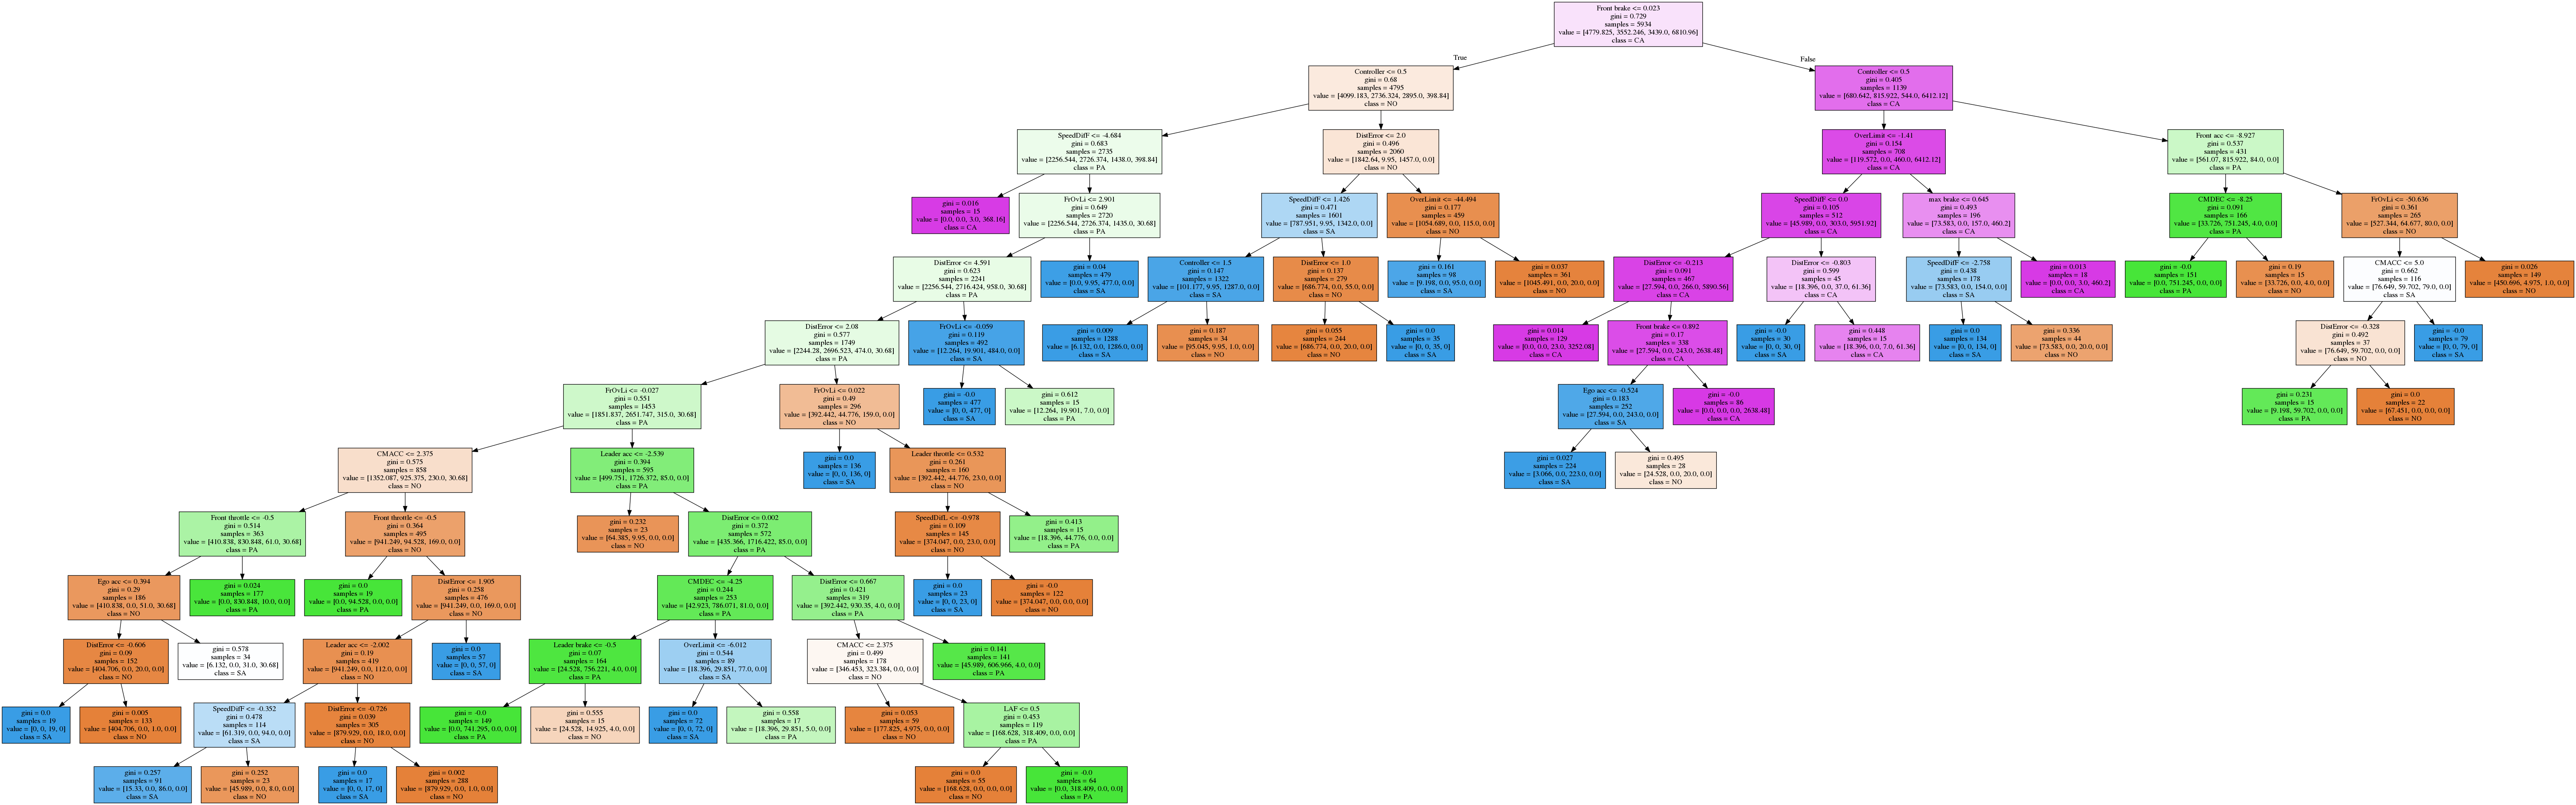 Front brake <= 0.023
gini = 0.729
samples = 5934
value = [4779.825, 3552.246, 3439.0, 6810.96]
class = CA
True
False
Controller <= 0.5
gini = 0.68
samples = 4795
value = [4099.183, 2736.324, 2895.0, 398.84]
class = NO
Controller <= 0.5
gini = 0.405
samples = 1139
value = [680.642, 815.922, 544.0, 6412.12]
class = CA
SpeedDifF <= -4.684
gini = 0.683
samples = 2735
value = [2256.544, 2726.374, 1438.0, 398.84]
class = PA
DistError <= 2.0
gini = 0.496
samples = 2060
value = [1842.64, 9.95, 1457.0, 0.0]
class = NO
OverLimit <= -1.41
gini = 0.154
samples = 708
value = [119.572, 0.0, 460.0, 6412.12]
class = CA
Front acc <= -8.927
gini = 0.537
samples = 431
value = [561.07, 815.922, 84.0, 0.0]
class = PA
gini = 0.016
samples = 15
value = [0.0, 0.0, 3.0, 368.16]
class = CA
FrOvLi <= 2.901
gini = 0.649
samples = 2720
value = [2256.544, 2726.374, 1435.0, 30.68]
class = PA
SpeedDifF <= 1.426
gini = 0.471
samples = 1601
value = [787.951, 9.95, 1342.0, 0.0]
class = SA
OverLimit <= -44.494
gini = 0.177
samples = 459
value = [1054.689, 0.0, 115.0, 0.0]
class = NO
SpeedDifF <= 0.0
gini = 0.105
samples = 512
value = [45.989, 0.0, 303.0, 5951.92]
class = CA
max brake <= 0.645
gini = 0.493
samples = 196
value = [73.583, 0.0, 157.0, 460.2]
class = CA
CMDEC <= -8.25
gini = 0.091
samples = 166
value = [33.726, 751.245, 4.0, 0.0]
class = PA
FrOvLi <= -50.636
gini = 0.361
samples = 265
value = [527.344, 64.677, 80.0, 0.0]
class = NO
DistError <= 4.591
gini = 0.623
samples = 2241
value = [2256.544, 2716.424, 958.0, 30.68]
class = PA
gini = 0.04
samples = 479
value = [0.0, 9.95, 477.0, 0.0]
class = SA
Controller <= 1.5
gini = 0.147
samples = 1322
value = [101.177, 9.95, 1287.0, 0.0]
class = SA
DistError <= 1.0
gini = 0.137
samples = 279
value = [686.774, 0.0, 55.0, 0.0]
class = NO
gini = 0.161
samples = 98
value = [9.198, 0.0, 95.0, 0.0]
class = SA
gini = 0.037
samples = 361
value = [1045.491, 0.0, 20.0, 0.0]
class = NO
DistError <= -0.213
gini = 0.091
samples = 467
value = [27.594, 0.0, 266.0, 5890.56]
class = CA
DistError <= -0.803
gini = 0.599
samples = 45
value = [18.396, 0.0, 37.0, 61.36]
class = CA
SpeedDifF <= -2.758
gini = 0.438
samples = 178
value = [73.583, 0.0, 154.0, 0.0]
class = SA
gini = 0.013
samples = 18
value = [0.0, 0.0, 3.0, 460.2]
class = CA
gini = -0.0
samples = 151
value = [0.0, 751.245, 0.0, 0.0]
class = PA
gini = 0.19
samples = 15
value = [33.726, 0.0, 4.0, 0.0]
class = NO
CMACC <= 5.0
gini = 0.662
samples = 116
value = [76.649, 59.702, 79.0, 0.0]
class = SA
gini = 0.026
samples = 149
value = [450.696, 4.975, 1.0, 0.0]
class = NO
DistError <= 2.08
gini = 0.577
samples = 1749
value = [2244.28, 2696.523, 474.0, 30.68]
class = PA
FrOvLi <= -0.059
gini = 0.119
samples = 492
value = [12.264, 19.901, 484.0, 0.0]
class = SA
gini = 0.009
samples = 1288
value = [6.132, 0.0, 1286.0, 0.0]
class = SA
gini = 0.187
samples = 34
value = [95.045, 9.95, 1.0, 0.0]
class = NO
gini = 0.055
samples = 244
value = [686.774, 0.0, 20.0, 0.0]
class = NO
gini = 0.0
samples = 35
value = [0, 0, 35, 0]
class = SA
gini = 0.014
samples = 129
value = [0.0, 0.0, 23.0, 3252.08]
class = CA
Front brake <= 0.892
gini = 0.17
samples = 338
value = [27.594, 0.0, 243.0, 2638.48]
class = CA
gini = -0.0
samples = 30
value = [0, 0, 30, 0]
class = SA
gini = 0.448
samples = 15
value = [18.396, 0.0, 7.0, 61.36]
class = CA
gini = 0.0
samples = 134
value = [0, 0, 134, 0]
class = SA
gini = 0.336
samples = 44
value = [73.583, 0.0, 20.0, 0.0]
class = NO
DistError <= -0.328
gini = 0.492
samples = 37
value = [76.649, 59.702, 0.0, 0.0]
class = NO
gini = -0.0
samples = 79
value = [0, 0, 79, 0]
class = SA
FrOvLi <= -0.027
gini = 0.551
samples = 1453
value = [1851.837, 2651.747, 315.0, 30.68]
class = PA
FrOvLi <= 0.022
gini = 0.49
samples = 296
value = [392.442, 44.776, 159.0, 0.0]
class = NO
gini = -0.0
samples = 477
value = [0, 0, 477, 0]
class = SA
gini = 0.612
samples = 15
value = [12.264, 19.901, 7.0, 0.0]
class = PA
Ego acc <= -0.524
gini = 0.183
samples = 252
value = [27.594, 0.0, 243.0, 0.0]
class = SA
gini = -0.0
samples = 86
value = [0.0, 0.0, 0.0, 2638.48]
class = CA
gini = 0.231
samples = 15
value = [9.198, 59.702, 0.0, 0.0]
class = PA
gini = 0.0
samples = 22
value = [67.451, 0.0, 0.0, 0.0]
class = NO
CMACC <= 2.375
gini = 0.575
samples = 858
value = [1352.087, 925.375, 230.0, 30.68]
class = NO
Leader acc <= -2.539
gini = 0.394
samples = 595
value = [499.751, 1726.372, 85.0, 0.0]
class = PA
gini = 0.0
samples = 136
value = [0, 0, 136, 0]
class = SA
Leader throttle <= 0.532
gini = 0.261
samples = 160
value = [392.442, 44.776, 23.0, 0.0]
class = NO
gini = 0.027
samples = 224
value = [3.066, 0.0, 223.0, 0.0]
class = SA
gini = 0.495
samples = 28
value = [24.528, 0.0, 20.0, 0.0]
class = NO
Front throttle <= -0.5
gini = 0.514
samples = 363
value = [410.838, 830.848, 61.0, 30.68]
class = PA
Front throttle <= -0.5
gini = 0.364
samples = 495
value = [941.249, 94.528, 169.0, 0.0]
class = NO
gini = 0.232
samples = 23
value = [64.385, 9.95, 0.0, 0.0]
class = NO
DistError <= 0.002
gini = 0.372
samples = 572
value = [435.366, 1716.422, 85.0, 0.0]
class = PA
SpeedDifL <= -0.978
gini = 0.109
samples = 145
value = [374.047, 0.0, 23.0, 0.0]
class = NO
gini = 0.413
samples = 15
value = [18.396, 44.776, 0.0, 0.0]
class = PA
Ego acc <= 0.394
gini = 0.29
samples = 186
value = [410.838, 0.0, 51.0, 30.68]
class = NO
gini = 0.024
samples = 177
value = [0.0, 830.848, 10.0, 0.0]
class = PA
gini = 0.0
samples = 19
value = [0.0, 94.528, 0.0, 0.0]
class = PA
DistError <= 1.905
gini = 0.258
samples = 476
value = [941.249, 0.0, 169.0, 0.0]
class = NO
CMDEC <= -4.25
gini = 0.244
samples = 253
value = [42.923, 786.071, 81.0, 0.0]
class = PA
DistError <= 0.667
gini = 0.421
samples = 319
value = [392.442, 930.35, 4.0, 0.0]
class = PA
gini = 0.0
samples = 23
value = [0, 0, 23, 0]
class = SA
gini = -0.0
samples = 122
value = [374.047, 0.0, 0.0, 0.0]
class = NO
DistError <= -0.606
gini = 0.09
samples = 152
value = [404.706, 0.0, 20.0, 0.0]
class = NO
gini = 0.578
samples = 34
value = [6.132, 0.0, 31.0, 30.68]
class = SA
Leader acc <= -2.002
gini = 0.19
samples = 419
value = [941.249, 0.0, 112.0, 0.0]
class = NO
gini = 0.0
samples = 57
value = [0, 0, 57, 0]
class = SA
Leader brake <= -0.5
gini = 0.07
samples = 164
value = [24.528, 756.221, 4.0, 0.0]
class = PA
OverLimit <= -6.012
gini = 0.544
samples = 89
value = [18.396, 29.851, 77.0, 0.0]
class = SA
CMACC <= 2.375
gini = 0.499
samples = 178
value = [346.453, 323.384, 0.0, 0.0]
class = NO
gini = 0.141
samples = 141
value = [45.989, 606.966, 4.0, 0.0]
class = PA
gini = 0.0
samples = 19
value = [0, 0, 19, 0]
class = SA
gini = 0.005
samples = 133
value = [404.706, 0.0, 1.0, 0.0]
class = NO
SpeedDifF <= -0.352
gini = 0.478
samples = 114
value = [61.319, 0.0, 94.0, 0.0]
class = SA
DistError <= -0.726
gini = 0.039
samples = 305
value = [879.929, 0.0, 18.0, 0.0]
class = NO
gini = -0.0
samples = 149
value = [0.0, 741.295, 0.0, 0.0]
class = PA
gini = 0.555
samples = 15
value = [24.528, 14.925, 4.0, 0.0]
class = NO
gini = 0.0
samples = 72
value = [0, 0, 72, 0]
class = SA
gini = 0.558
samples = 17
value = [18.396, 29.851, 5.0, 0.0]
class = PA
gini = 0.053
samples = 59
value = [177.825, 4.975, 0.0, 0.0]
class = NO
LAF <= 0.5
gini = 0.453
samples = 119
value = [168.628, 318.409, 0.0, 0.0]
class = PA
gini = 0.257
samples = 91
value = [15.33, 0.0, 86.0, 0.0]
class = SA
gini = 0.252
samples = 23
value = [45.989, 0.0, 8.0, 0.0]
class = NO
gini = 0.0
samples = 17
value = [0, 0, 17, 0]
class = SA
gini = 0.002
samples = 288
value = [879.929, 0.0, 1.0, 0.0]
class = NO
gini = 0.0
samples = 55
value = [168.628, 0.0, 0.0, 0.0]
class = NO
gini = -0.0
samples = 64
value = [0.0, 318.409, 0.0, 0.0]
class = PA